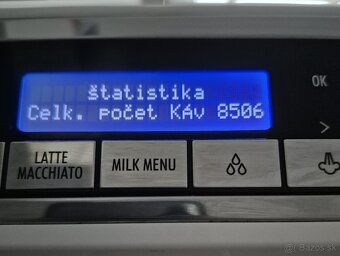 štatistika
Celk. počet KÁv 8506
OK
>
LATTE
MACCHIATO
MILK MENU
Bazos.sk